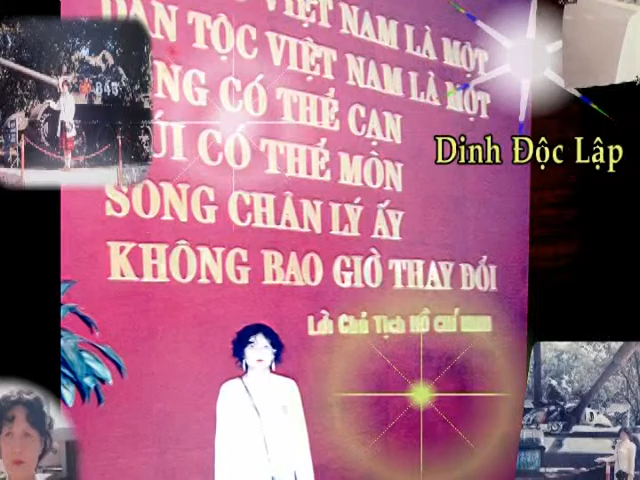 VIỆT NAM LÀ MỘT
DÂN TỘC VIỆT NAM LÀ MỘT
CÓ THỂ CẠN
CÓ THỂ MÒN
SONG CHÂN LÝ ẤY
KHÔNG BAO GIỜ THAY ĐỔI
Lời Chủ Tịch HỒ CHÍ MINH
Dinh Độc Lập
843